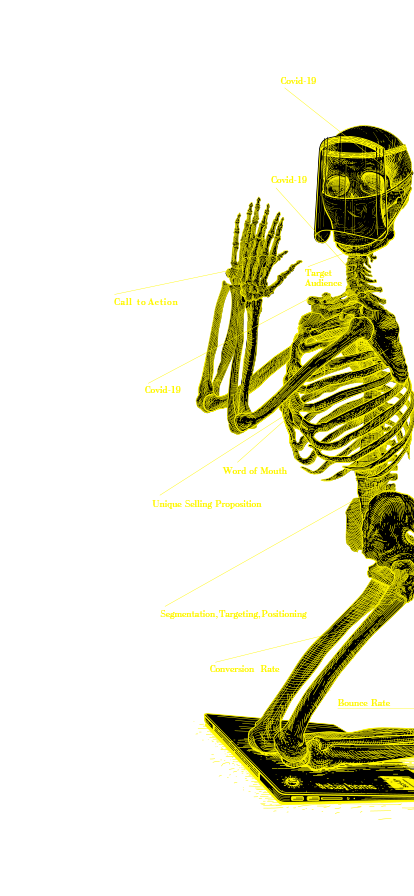 Covid-19
Covid-19
Target
Audience
Call to Action
Covid-19
Word of Mouth
Unique Selling Proposition
Segmentation, Targeting, Positioning
Conversion Rate
Bounce Rate
#stayhome